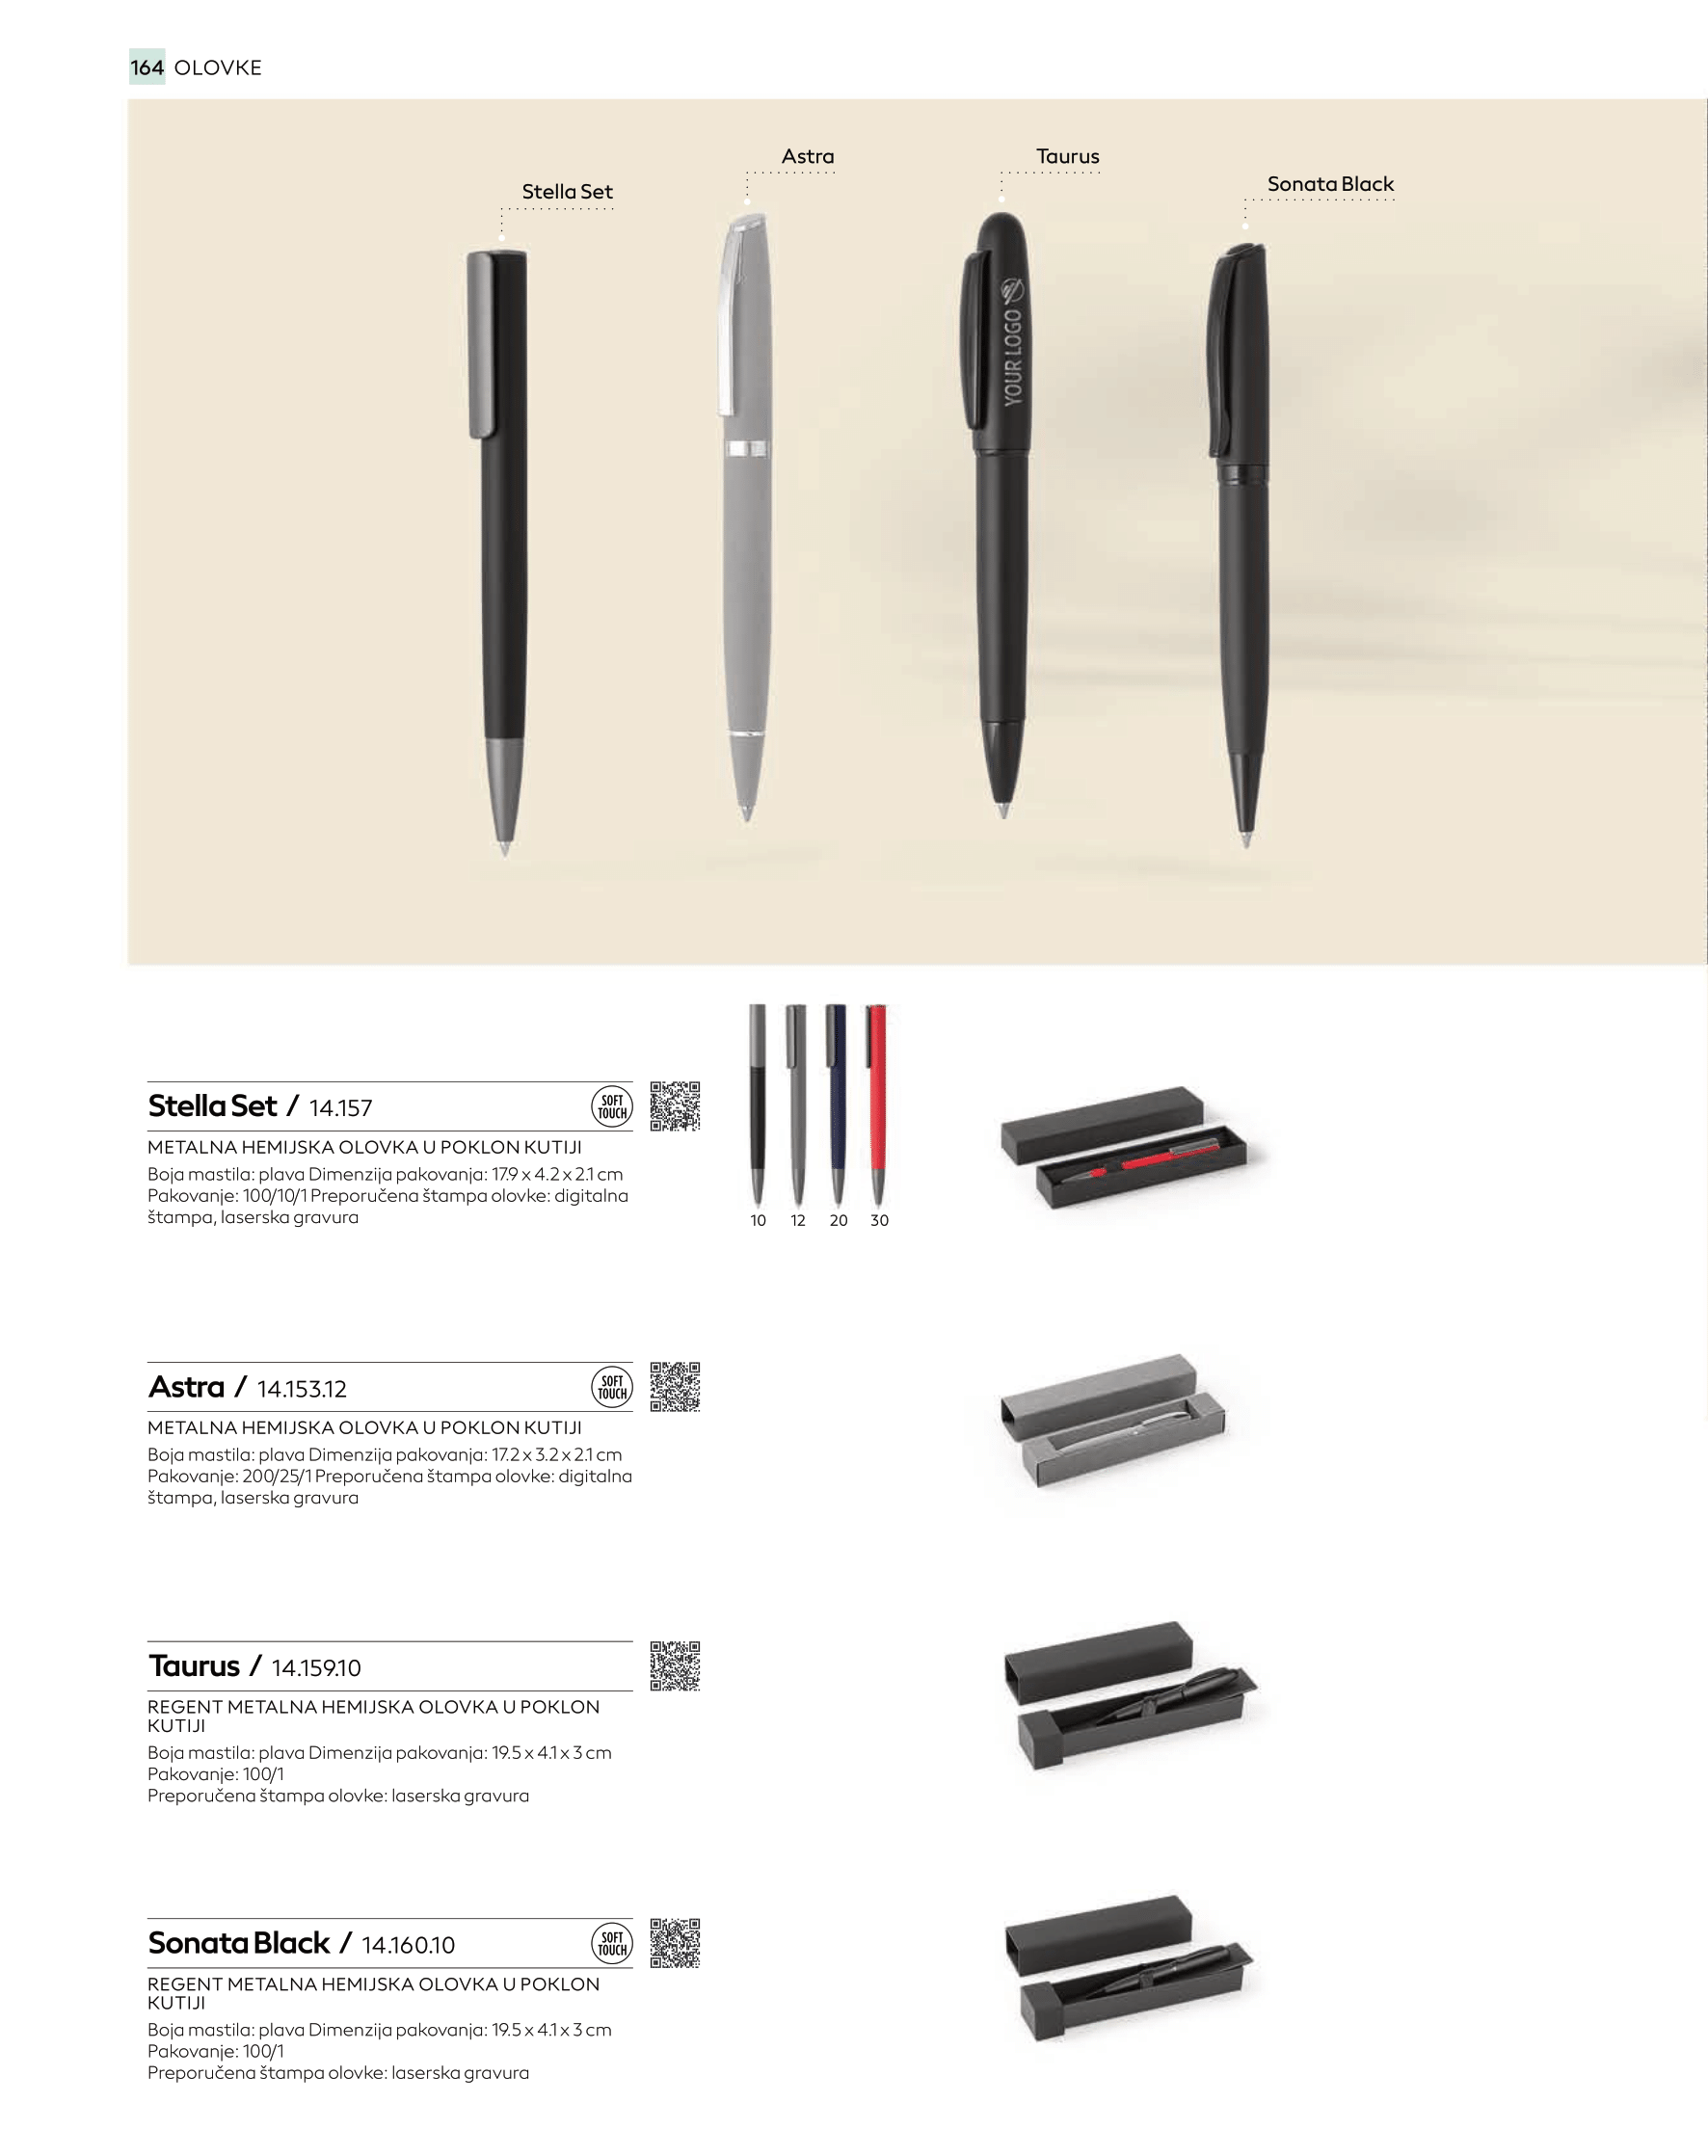 164 OLOVKE
Stella Set
Astra
Taurus
Sonata Black
YOUR LOGO
Stella Set / 14.157
SOFT
TOUCH
METALNA HEMIJSKA OLOVKA U POKLON KUTIJI
Boja mastila: plava Dimenzija pakovanja: 17.9 x 4.2 x 2.1 cm
Pakovanje: 100/10/1 Preporučena štampa olovke: digitalna
štampa, laserska gravura
10 12 20 30
Astra / 14.153.12
SOFT
TOUCH
METALNA HEMIJSKA OLOVKA U POKLON KUTIJI
Boja mastila: plava Dimenzija pakovanja: 17.2 x 3.2 x 2.1 cm
Pakovanje: 200/25/1 Preporučena štampa olovke: digitalna
štampa, laserska gravura
Taurus / 14.159.10
REGENT METALNA HEMIJSKA OLOVKA U POKLON
KUTIJI
Boja mastila: plava Dimenzija pakovanja: 19.5 x 4.1 x 3 cm
Pakovanje: 100/1
Preporučena štampa olovke: laserska gravura
Sonata Black / 14.160.10
SOFT
TOUCH
REGENT METALNA HEMIJSKA OLOVKA U POKLON
KUTIJI
Boja mastila: plava Dimenzija pakovanja: 19.5 x 4.1 x 3 cm
Pakovanje: 100/1
Preporučena štampa olovke: laserska gravura